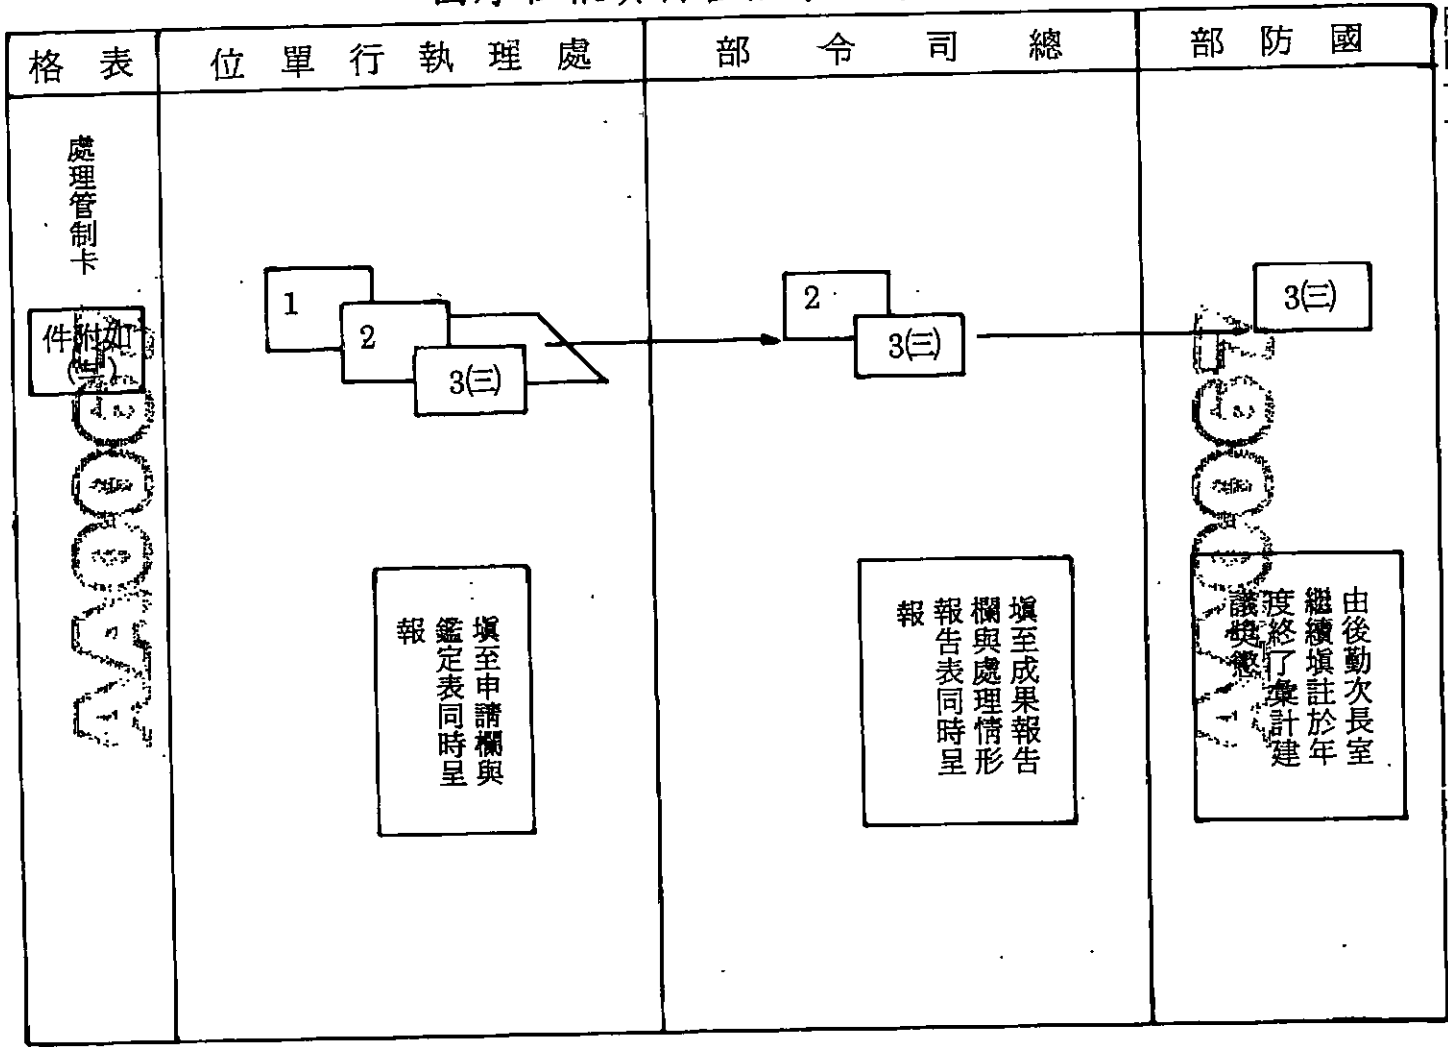 國防部
總司令部
處理執行單位
表格
處理管制卡
如附
件
1
2
3㈢
2
3㈢
3㈢
填至申請欄與
鑑定表同時呈
報
填至成果報告
欄與處理情形
報告表同時呈
報
由後勤次長室
繼續填註於年
度終了彙計建
議獎懲